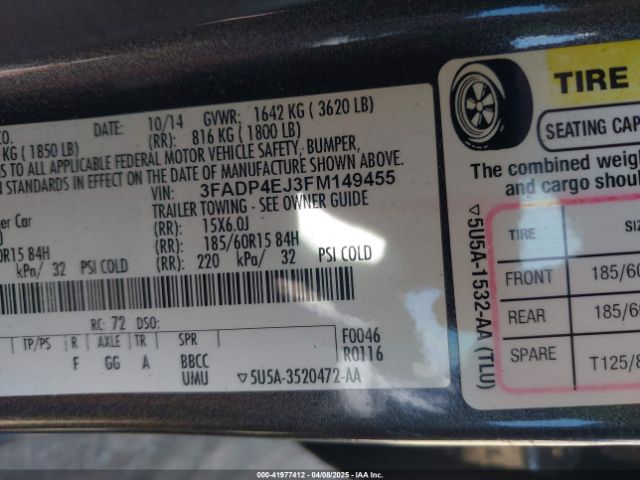 CO.
DATE: 10/14 GVWR: 1642 KG ( 3620 LB)
KG ( 1850 LB) (RR): 816 KG ( 1800 LB)
S TO ALL APPLICABLE FEDERAL MOTOR VEHICLE SAFETY, BUMPER,
N STANDARDS IN EFFECT ON THE DATE OF MANUFACTURE SHOWN ABOVE.
VIN: 3FADP4EJ3FM149455
ger Car TRAILER TOWING - SEE OWNER GUIDE
J (RR): 15X6.0J
0R15 84H (RR): 185/60R15 84H
kPa/ 32 PSI COLD (RR): 220 kPa/ 32 PSI COLD
RC: 72 DSO:
TP/PS R AXLE TR SPR F0046
F GG A BBCC R0116
UMU ▽5U5A-3520472-AA
TIRE
SEATING CAP
The combined weigh
and cargo shou
▽5U5A-1532-AA (TLU)
TIRE SIZ
FRONT 185/60
REAR 185/6
SPARE T125/8
000-41977412 - 04/08/2025 - IAAI.com